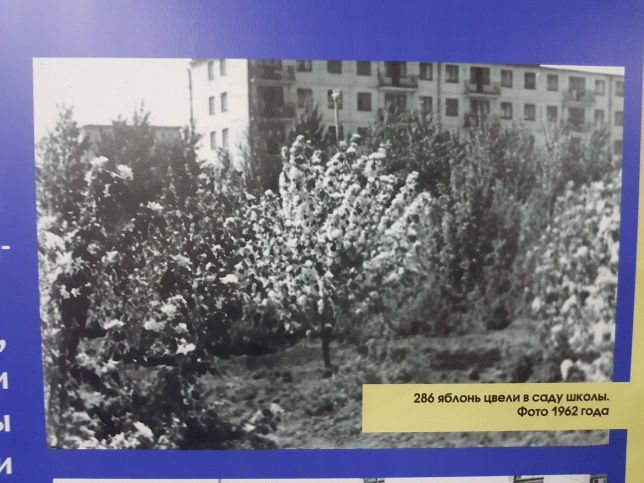 -
,
и
ы
и
286 яблонь цвели в саду школы.
Фото 1962 года